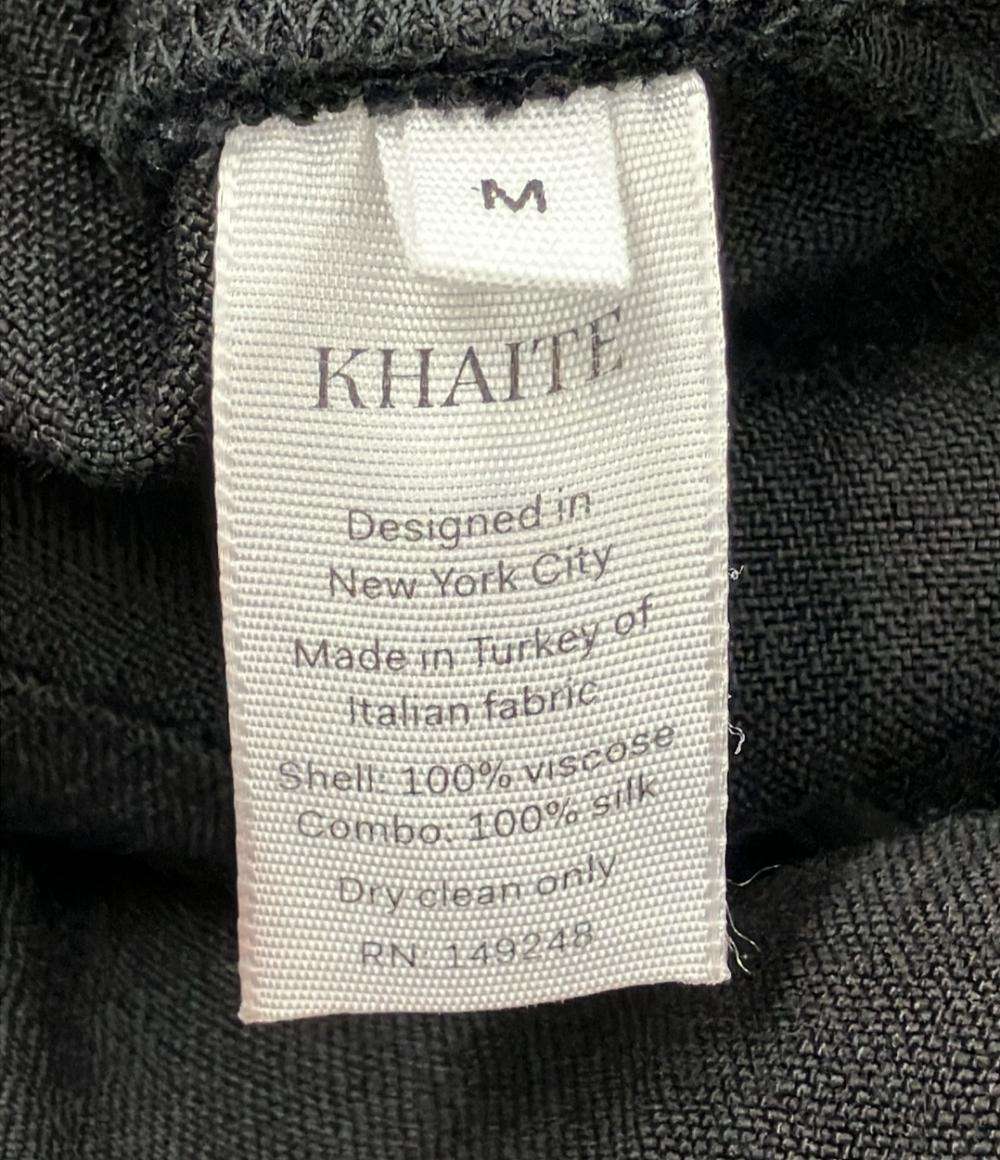 M
KHAITE
Designed in
New York City
Made in Turkey of
Italian fabric
Shell: 100% viscose
Combo: 100% silk
Dry clean only
RN: 149248